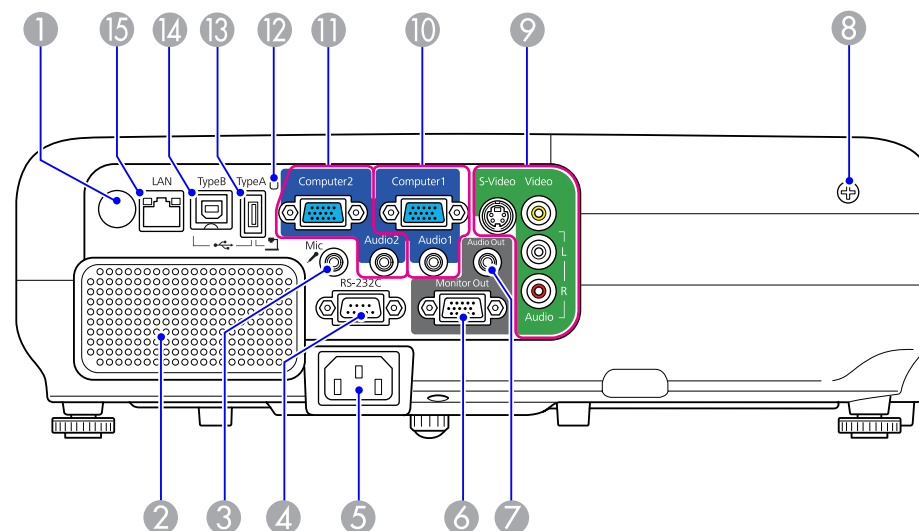 1 15 14 13 12 11 10 9 8
LAN TypeB TypeA Computer2 Computer1 S-Video Video
Mic Audio2 Audio1 Audio Out L
RS-232C Monitor Out R
Audio
2 3 4 5 6 7